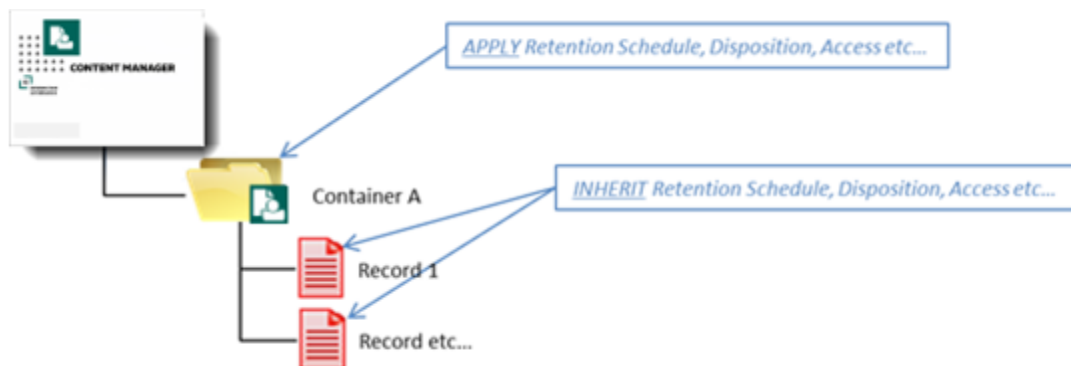 APPLY Retention Schedule, Disposition, Access etc...
CONTENT MANAGER
Container A
INHERIT Retention Schedule, Disposition, Access etc...
Record 1
Record etc...